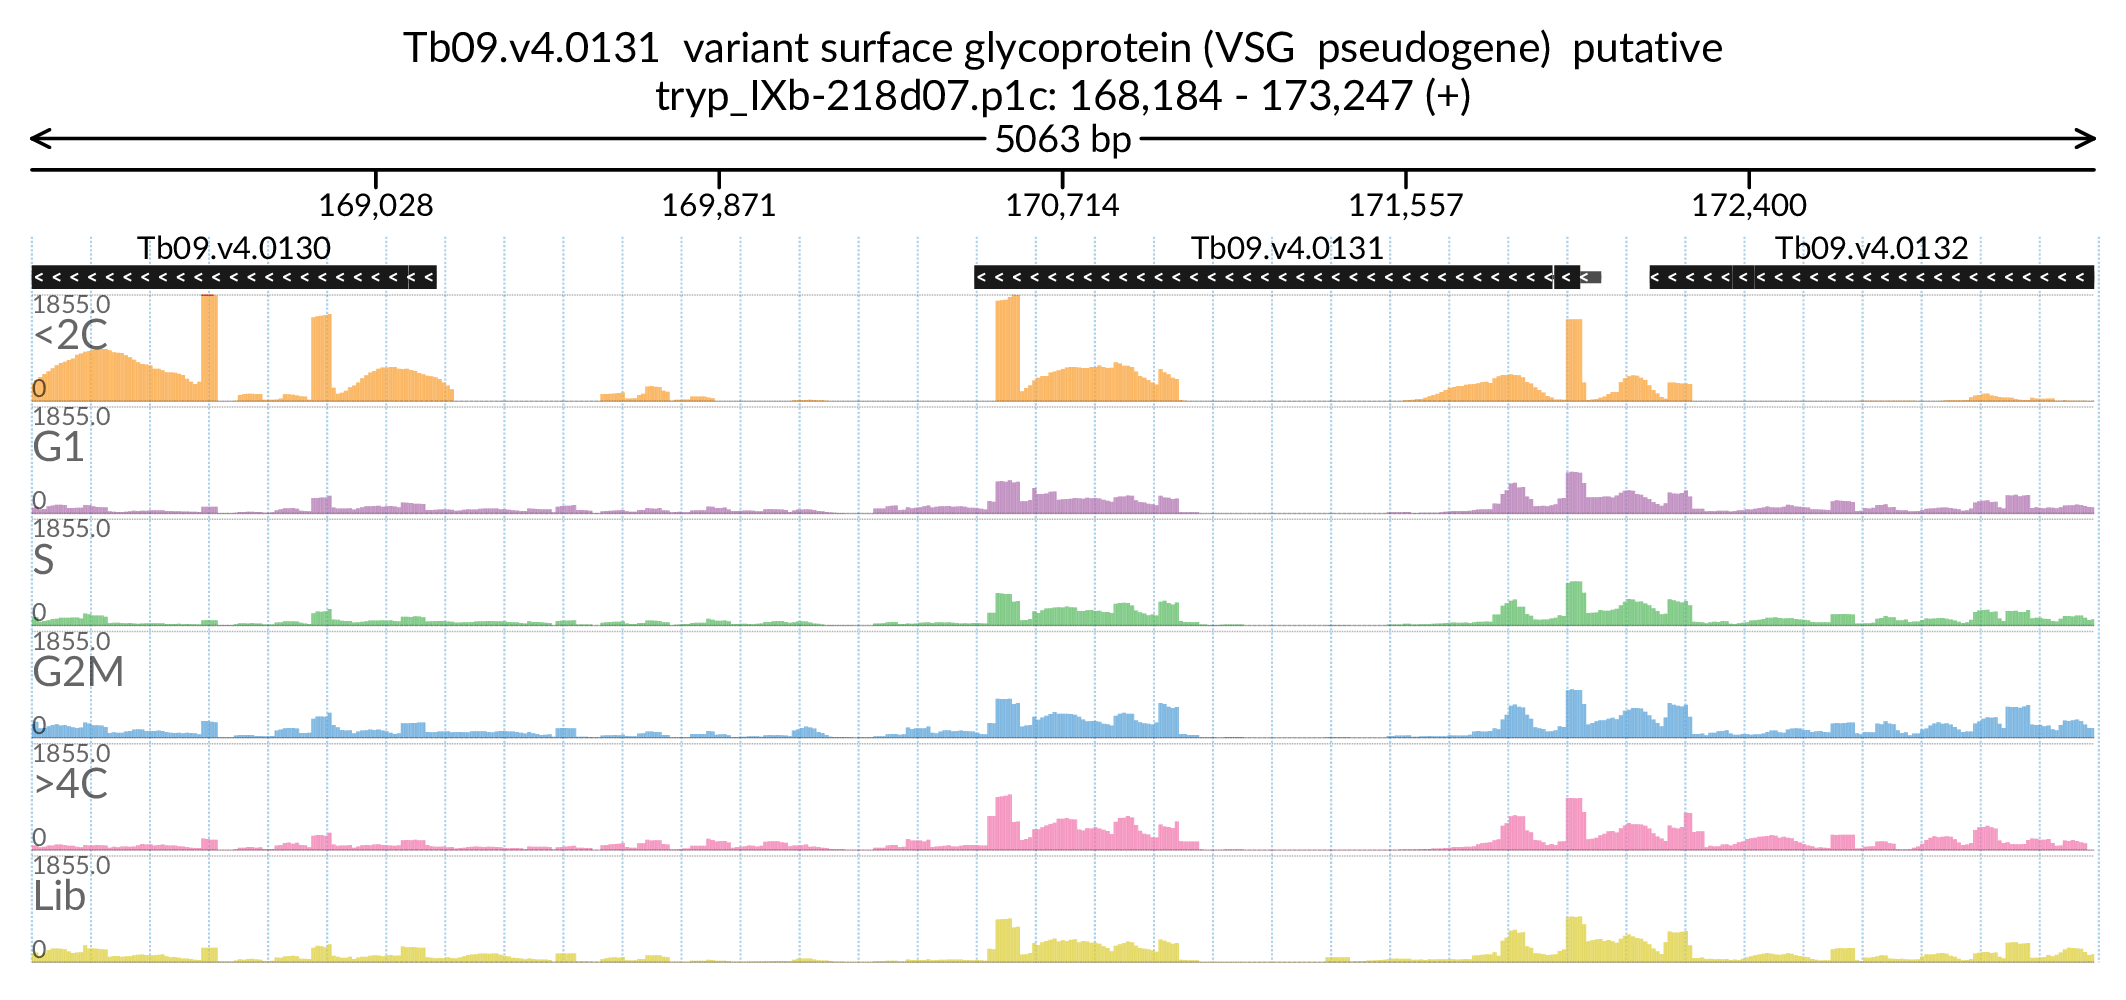 Tb09.v4.0131 variant surface glycoprotein (VSG pseudogene) putative
tryp_IXb-218d07.p1c: 168,184 - 173,247 (+)
5063 bp
169,028 169,871 170,714 171,557 172,400
Tb09.v4.0130 Tb09.v4.0131 Tb09.v4.0132
1855.0
<2C
0
1855.0
G1
0
1855.0
S
0
1855.0
G2M
0
1855.0
>4C
0
1855.0
Lib
0